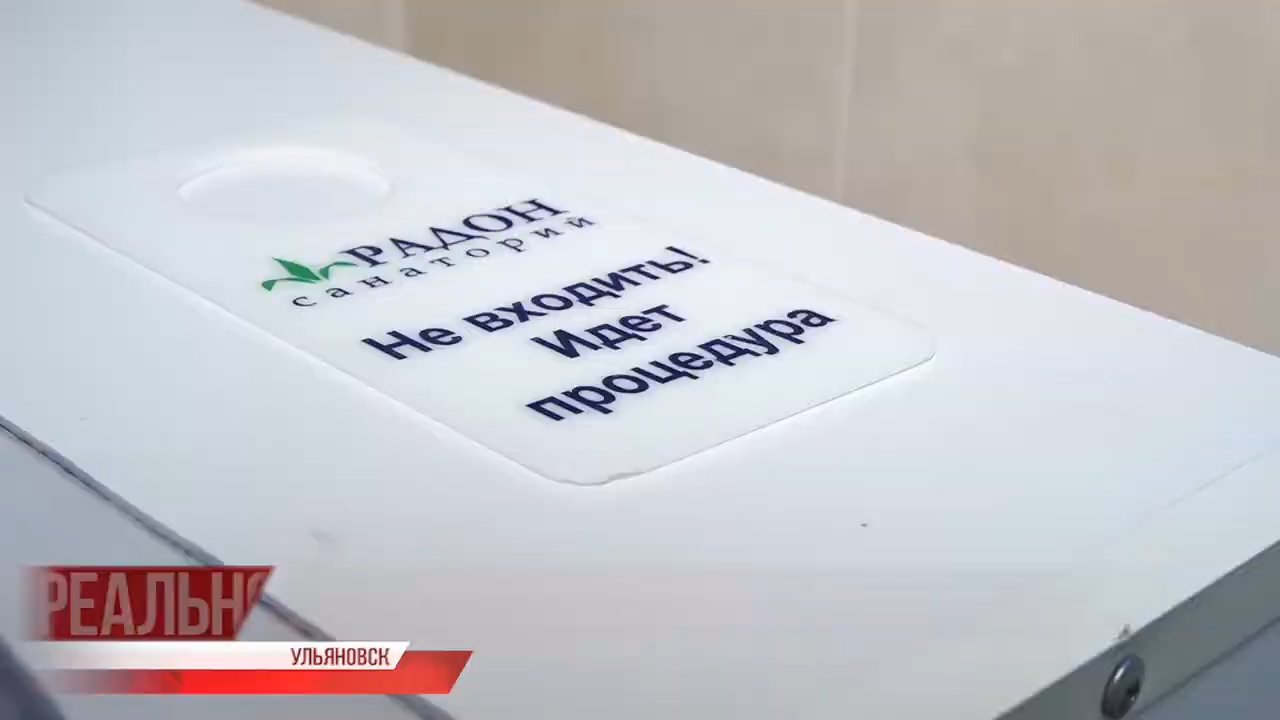 РАДОН
санаторий
Не входить!
Идет
процедура
РЕАЛЬН
УЛЬЯНОВСК